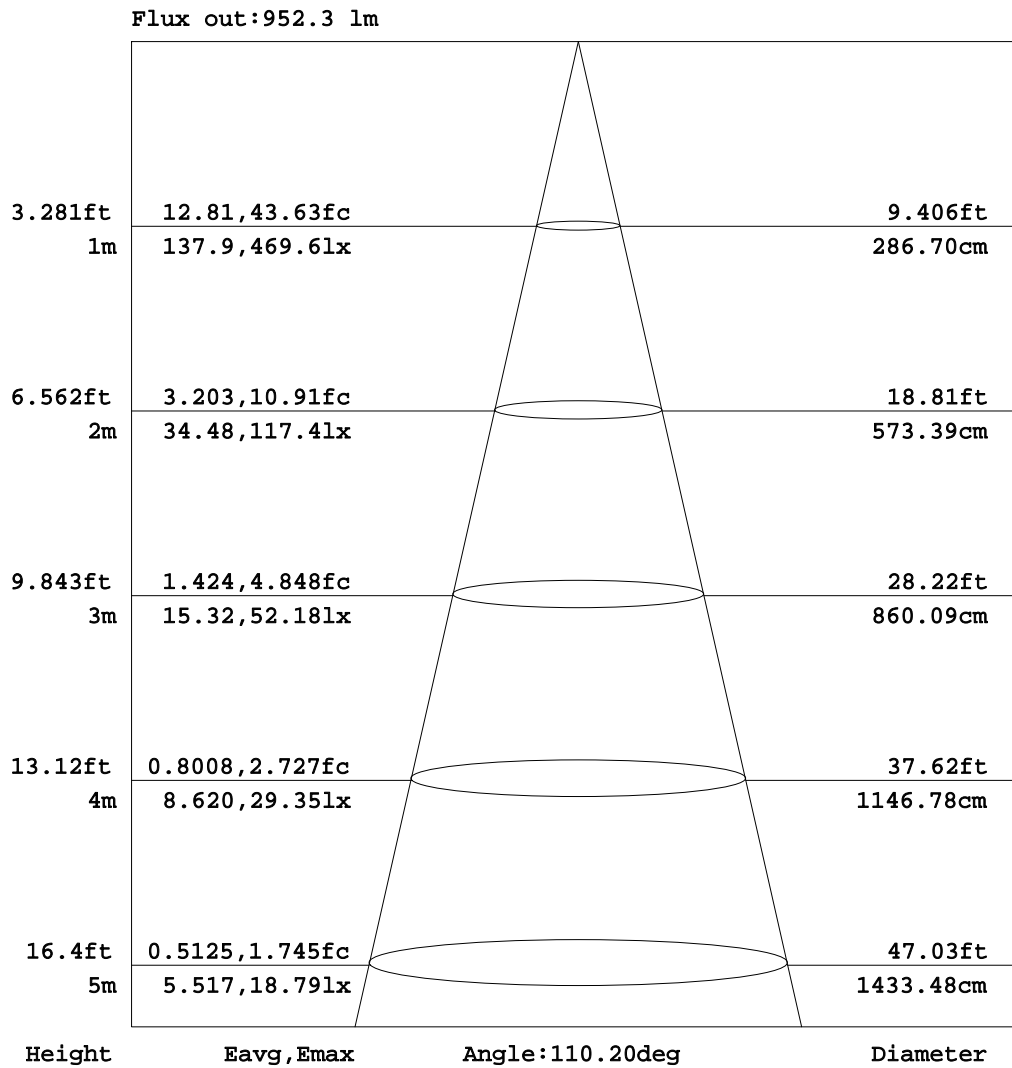 Flux out:952.3 lm
3.281ft 12.81,43.63fc 9.406ft
1m 137.9,469.6lx 286.70cm
6.562ft 3.203,10.91fc 18.81ft
2m 34.48,117.4lx 573.39cm
9.843ft 1.424,4.848fc 28.22ft
3m 15.32,52.18lx 860.09cm
13.12ft 0.8008,2.727fc 37.62ft
4m 8.620,29.35lx 1146.78cm
16.4ft 0.5125,1.745fc 47.03ft
5m 5.517,18.79lx 1433.48cm
Height Eavg,Emax Angle:110.20deg Diameter